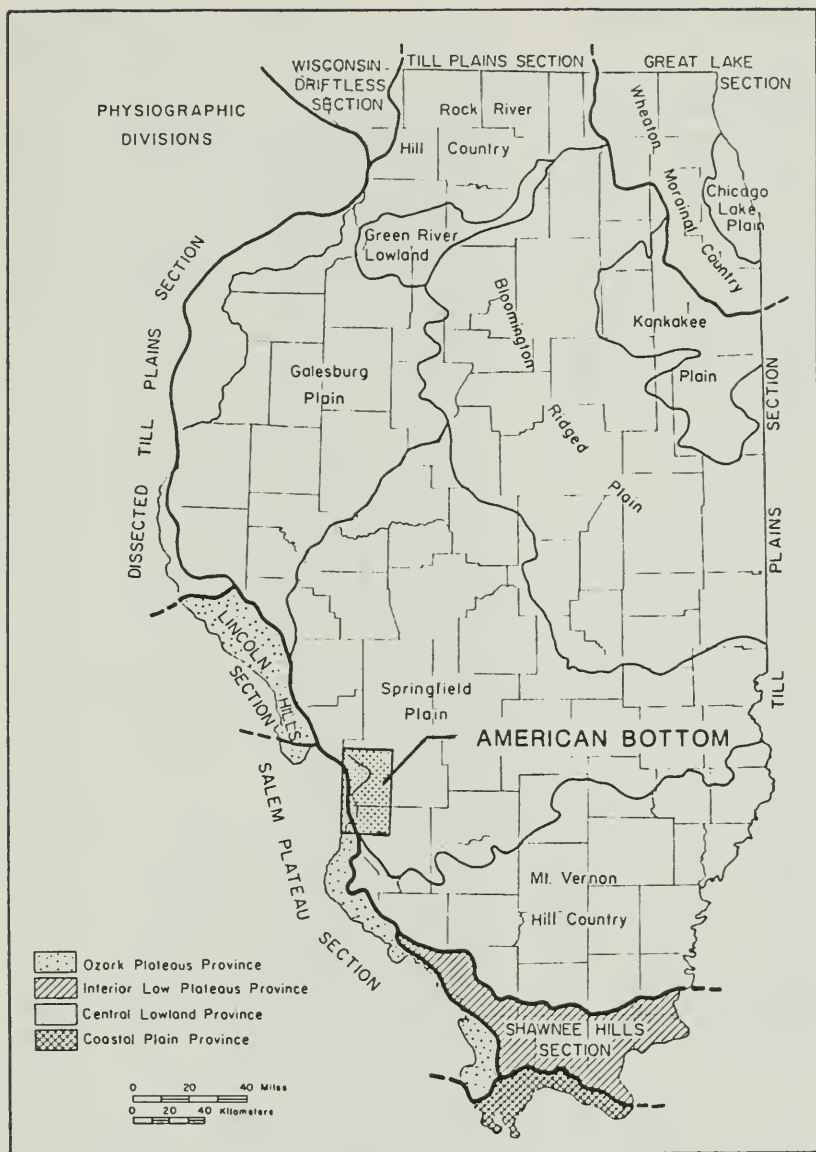 PHYSIOGRAPHIC
DIVISIONS
WISCONSIN
DRIFTLESS
SECTION
TILL PLAINS SECTION
GREAT LAKE
SECTION
Rock River
Hill Country
Wheaton
Morainal Country
Chicago
Lake
Plain
Green River
Lowland
DISSECTED TILL PLAINS SECTION
Galesburg
Plain
Bloomington
Ridged
Plain
Kankakee
Plain
TILL PLAINS SECTION
LINCOLN HILLS
SECTION
Springfield
Plain
AMERICAN BOTTOM
SALEM PLATEAU SECTION
Mt. Vernon
Hill Country
SHAWNEE HILLS
SECTION
Ozork Plateous Province
Interior Low Plateous Province
Central Lowland Province
Coastal Plain Province
0 20 40 Miles
0 20 40 Kilometers